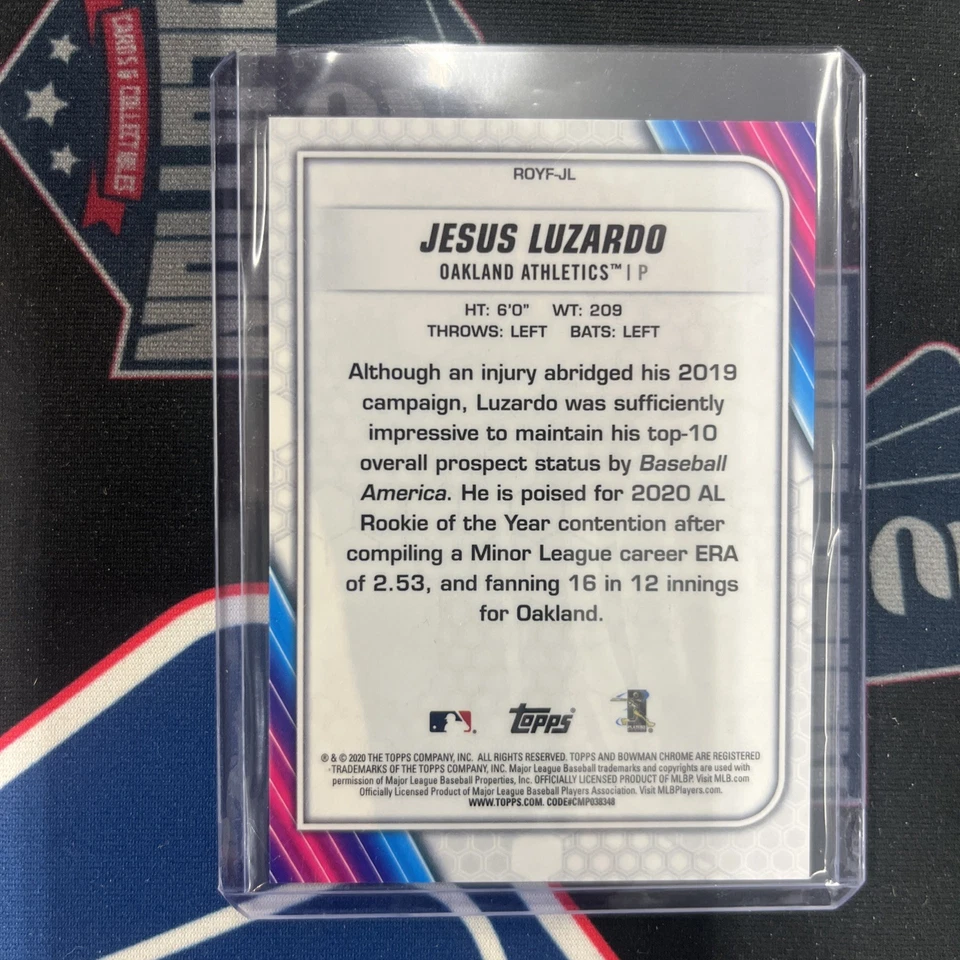 CARDS & COLLECTIBLES
ROYF-JL
JESUS LUZARDO
OAKLAND ATHLETICS™ | P
HT: 6'0" WT: 209
THROWS: LEFT BATS: LEFT
Although an injury abridged his 2019
campaign, Luzardo was sufficiently
impressive to maintain his top-10
overall prospect status by Baseball
America. He is poised for 2020 AL
Rookie of the Year contention after
compiling a Minor League career ERA
of 2.53, and fanning 16 in 12 innings
for Oakland.
Topps
® & © 2020 THE TOPPS COMPANY, INC. ALL RIGHTS RESERVED. TOPPS AND BOWMAN CHROME ARE REGISTERED
TRADEMARKS OF THE TOPPS COMPANY, INC. Major League Baseball trademarks and copyrights are used with
permission of Major League Baseball Properties, Inc. OFFICIALLY LICENSED PRODUCT OF MLBP. Visit MLB.com
Officially Licensed Product of Major League Baseball Players Association. Visit MLBPlayers.com.
WWW.TOPPS.COM. CODE#CMP038348